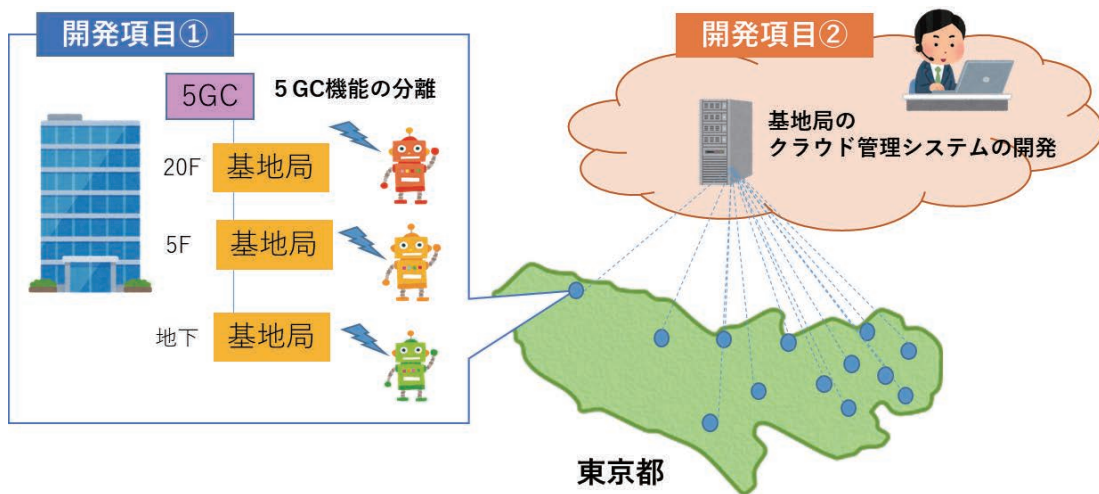 開発項目①
5GC
5GC機能の分離
20F
基地局
5F
基地局
地下
基地局
開発項目②
基地局の
クラウド管理システムの開発
東京都